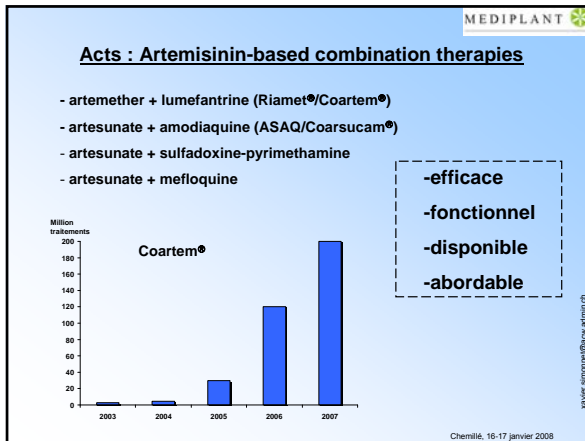 MEDIPLANT
Acts : Artemisinin-based combination therapies
- artemether + lumefantrine (Riamet®/Coartem®)
- artesunate + amodiaquine (ASAQ/Coarsucam®)
- artesunate + sulfadoxine-pyrimethamine
- artesunate + mefloquine
-efficace
-fonctionnel
-disponible
-abordable
Million
traitements
Coartem®
200
180
160
140
120
100
80
60
40
20
0
2003 2004 2005 2006 2007
Chemillé, 16-17 janvier 2008